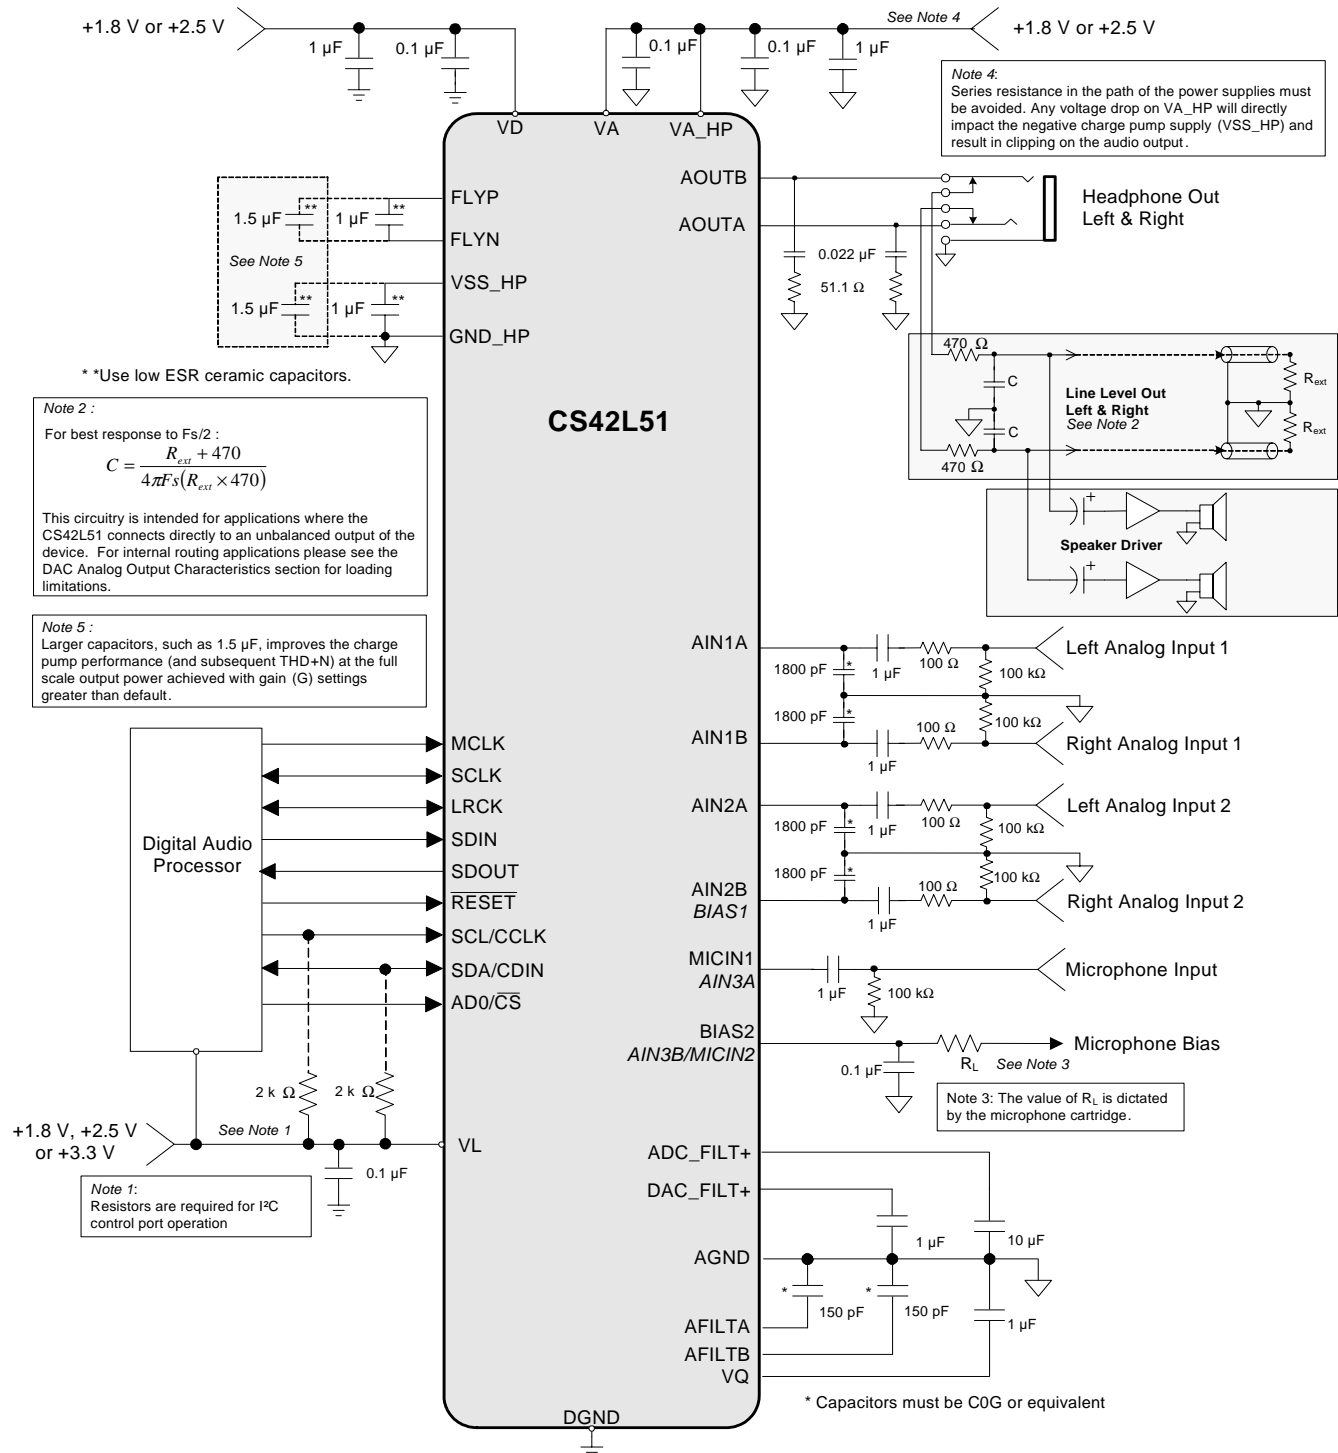 +1.8 V or +2.5 V
1 µF
0.1 µF
0.1 µF
0.1 µF
1 µF
See Note 4
+1.8 V or +2.5 V
Note 4:
Series resistance in the path of the power supplies must
be avoided. Any voltage drop on VA_HP will directly
impact the negative charge pump supply (VSS_HP) and
result in clipping on the audio output.
VD
VA
VA_HP
1.5 µF
**
1 µF
**
FLYP
FLYN
See Note 5
1.5 µF
**
1 µF
**
VSS_HP
GND_HP
* *Use low ESR ceramic capacitors.
AOUTB
AOUTA
Headphone Out
Left & Right
0.022 µF
51.1 Ω
470 Ω
C
C
470 Ω
Line Level Out
Left & Right
See Note 2
Rext
Rext
+
Speaker Driver
+
CS42L51
Note 2 :
For best response to Fs/2 :
C = (Rext + 470) / (4πFs(Rext × 470))
This circuitry is intended for applications where the
CS42L51 connects directly to an unbalanced output of the
device. For internal routing applications please see the
DAC Analog Output Characteristics section for loading
limitations.
Note 5 :
Larger capacitors, such as 1.5 µF, improves the charge
pump performance (and subsequent THD+N) at the full
scale output power achieved with gain (G) settings
greater than default.
AIN1A
1800 pF
*
1 µF
100 Ω
100 kΩ
Left Analog Input 1
1800 pF
*
100 Ω
100 kΩ
AIN1B
1 µF
Right Analog Input 1
AIN2A
1800 pF
*
1 µF
100 Ω
100 kΩ
Left Analog Input 2
1800 pF
*
100 Ω
100 kΩ
AIN2B
BIAS1
1 µF
Right Analog Input 2
MICIN1
AIN3A
1 µF
100 kΩ
Microphone Input
BIAS2
AIN3B/MICIN2
0.1 µF
RL
See Note 3
Microphone Bias
Note 3: The value of RL is dictated
by the microphone cartridge.
Digital Audio
Processor
MCLK
SCLK
LRCK
SDIN
SDOUT
RESET
SCL/CCLK
SDA/CDIN
AD0/CS
2 k Ω
2 k Ω
+1.8 V, +2.5 V
or +3.3 V
See Note 1
VL
0.1 µF
Note 1:
Resistors are required for I²C
control port operation
ADC_FILT+
DAC_FILT+
1 µF
10 µF
AGND
*
150 pF
*
150 pF
1 µF
AFILTA
AFILTB
VQ
* Capacitors must be C0G or equivalent
DGND